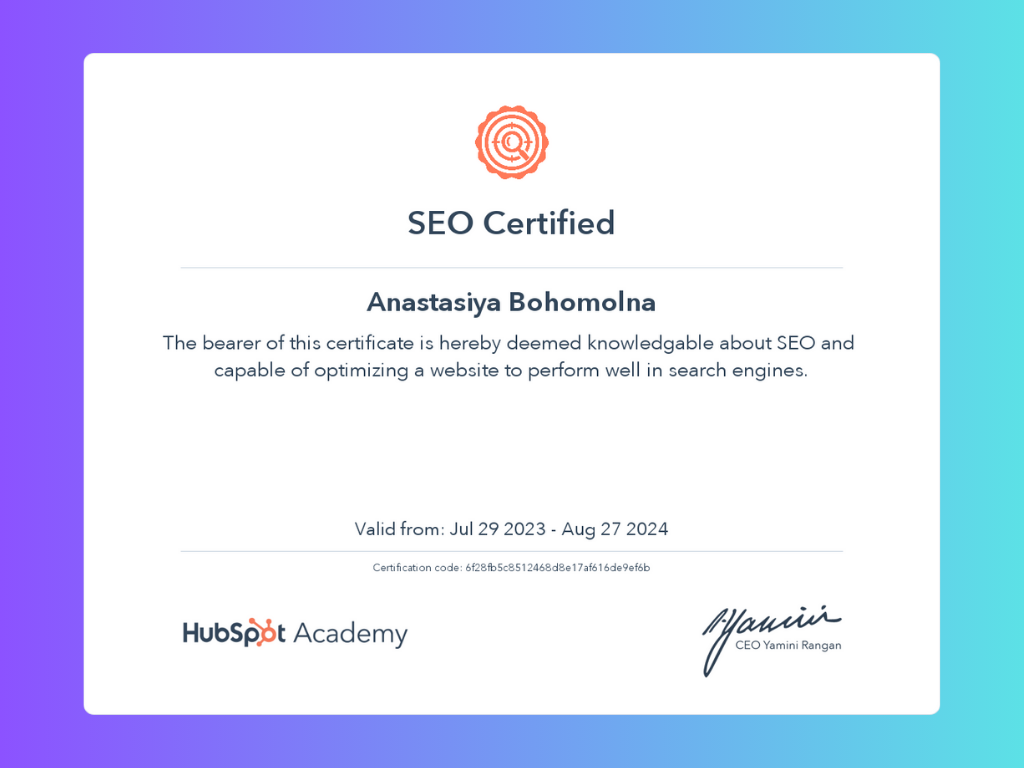 SEO Certified
Anastasiya Bohomolna
The bearer of this certificate is hereby deemed knowledgable about SEO and
capable of optimizing a website to perform well in search engines.
Valid from: Jul 29 2023 - Aug 27 2024
Certification code: 6f28fb5c8512468d8e17af616de9ef6b
HubSpot Academy
Yamini
CEO Yamini Rangan